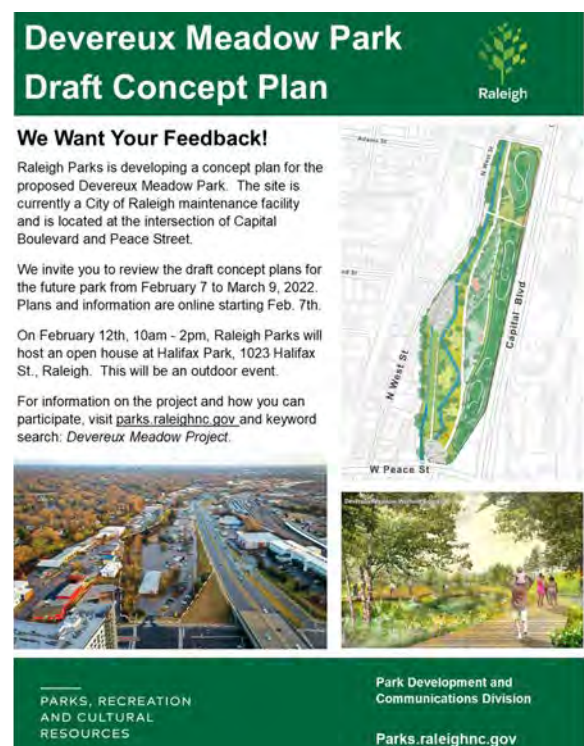 Devereux Meadow Park
Draft Concept Plan
Raleigh
We Want Your Feedback!
Raleigh Parks is developing a concept plan for the
proposed Devereux Meadow Park. The site is
currently a City of Raleigh maintenance facility
and is located at the intersection of Capital
Boulevard and Peace Street.
We invite you to review the draft concept plans for
the future park from February 7 to March 9, 2022.
Plans and information are online starting Feb. 7th.
On February 12th, 10am - 2pm, Raleigh Parks will
host an open house at Halifax Park, 1023 Halifax
St., Raleigh. This will be an outdoor event.
For information on the project and how you can
participate, visit parks.raleighnc.gov and keyword
search: Devereux Meadow Project.
Adams St
N West St
Capital Blvd
N West St
W Peace St
PARKS, RECREATION
AND CULTURAL
RESOURCES
Park Development and
Communications Division
Parks.raleighnc.gov